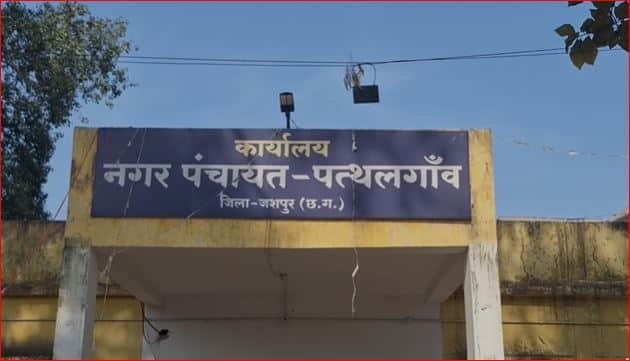 कार्यालय
नगर पंचायत-पत्थलगाँव
जिला-जशपुर (छ.ग.)